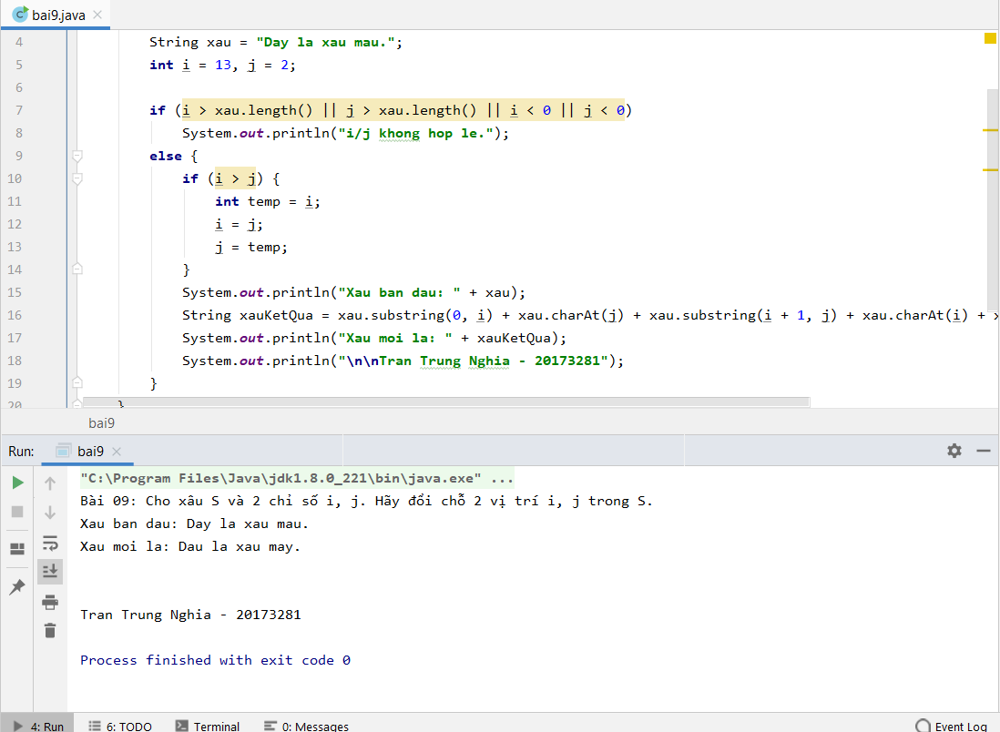 bai9.java
4 String xau = "Day la xau mau.";
5 int i = 13, j = 2;
6
7 if (i > xau.length() || j > xau.length() || i < 0 || j < 0)
8 System.out.println("i/j khong hop le.");
9 else {
10 if (i > j) {
11 int temp = i;
12 i = j;
13 j = temp;
14 }
15 System.out.println("Xau ban dau: " + xau);
16 String xauKetQua = xau.substring(0, i) + xau.charAt(j) + xau.substring(i + 1, j) + xau.charAt(i) +
17 System.out.println("Xau moi la: " + xauKetQua);
18 System.out.println("\n\nTran Trung Nghia - 20173281");
19 }
20 }
bai9
Run: bai9
"C:\Program Files\Java\jdk1.8.0_221\bin\java.exe" ...
Bài 09: Cho xâu S và 2 chỉ số i, j. Hãy đổi chỗ 2 vị trí i, j trong S.
Xau ban dau: Day la xau mau.
Xau moi la: Dau la xau may.
Tran Trung Nghia - 20173281
Process finished with exit code 0
4: Run 6: TODO Terminal 0: Messages Event Log